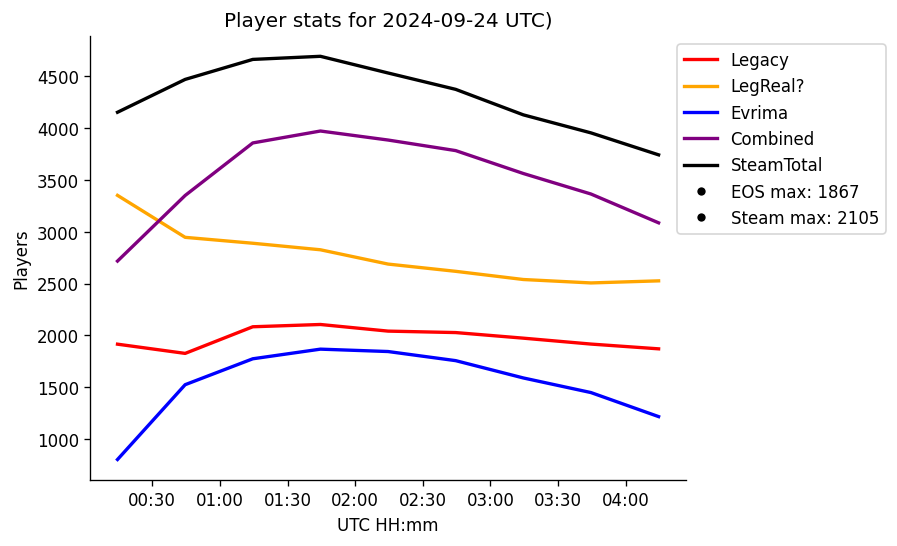 Player stats for 2024-09-24 UTC)
Legacy
LegReal?
Evrima
Combined
SteamTotal
EOS max: 1867
Steam max: 2105
Players
4500
4000
3500
3000
2500
2000
1500
1000
00:30 01:00 01:30 02:00 02:30 03:00 03:30 04:00
UTC HH:mm